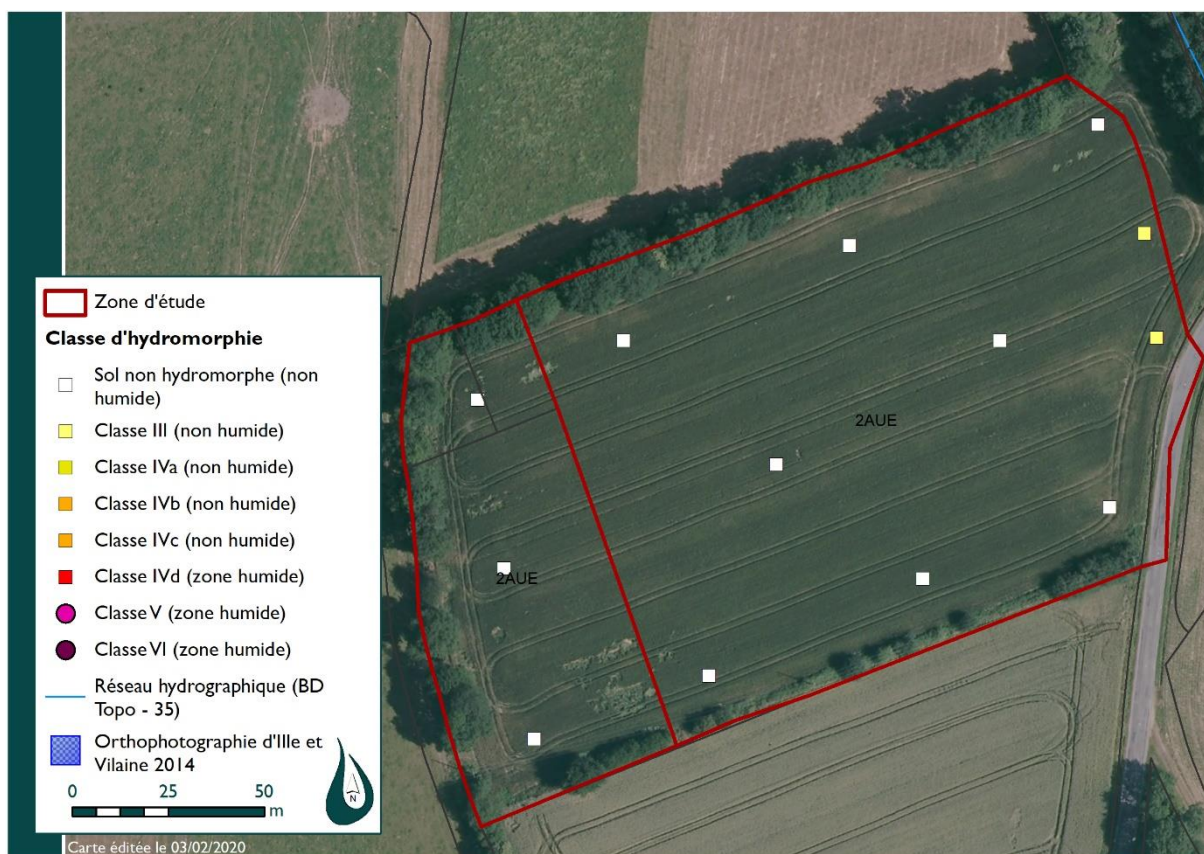 Zone d'étude
Classe d'hydromorphie
Sol non hydromorphe (non
humide)
Classe III (non humide)
Classe IVa (non humide)
Classe IVb (non humide)
Classe IVc (non humide)
Classe IVd (zone humide)
Classe V (zone humide)
Classe VI (zone humide)
Réseau hydrographique (BD
Topo - 35)
Orthophotographie d'Ille et
Vilaine 2014
0 25 50
m
N
Carte éditée le 03/02/2020
2AUE
2AUE